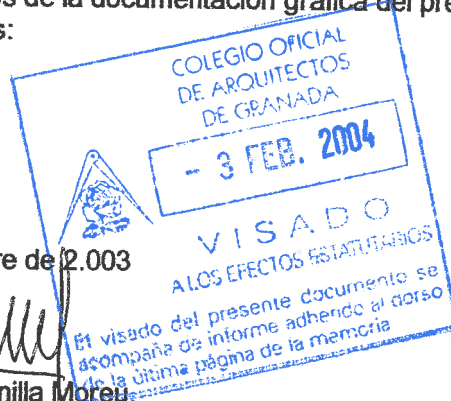 os de la documentación gráfica del pre
s:
COLEGIO OFICIAL
DE ARQUITECTOS
DE GRANADA
- 3 FEB. 2004
VISADO
A LOS EFECTOS ESTATUTARIOS
re de 2.003
El visado del presente documento se
acompaña de informe adherido al dorso
de la última página de la memoria
nilla Moreu